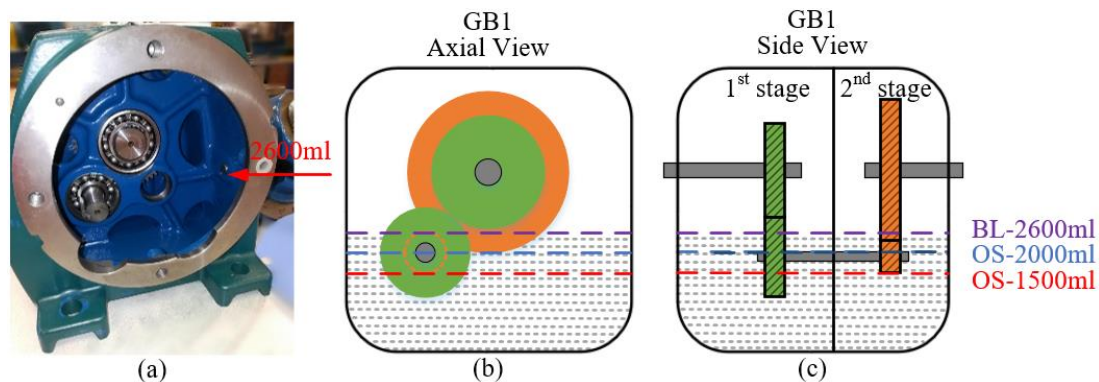 GB1
Axial View
GB1
Side View
1st stage
2nd stage
2600ml
BL-2600ml
OS-2000ml
OS-1500ml
(a)
(b)
(c)